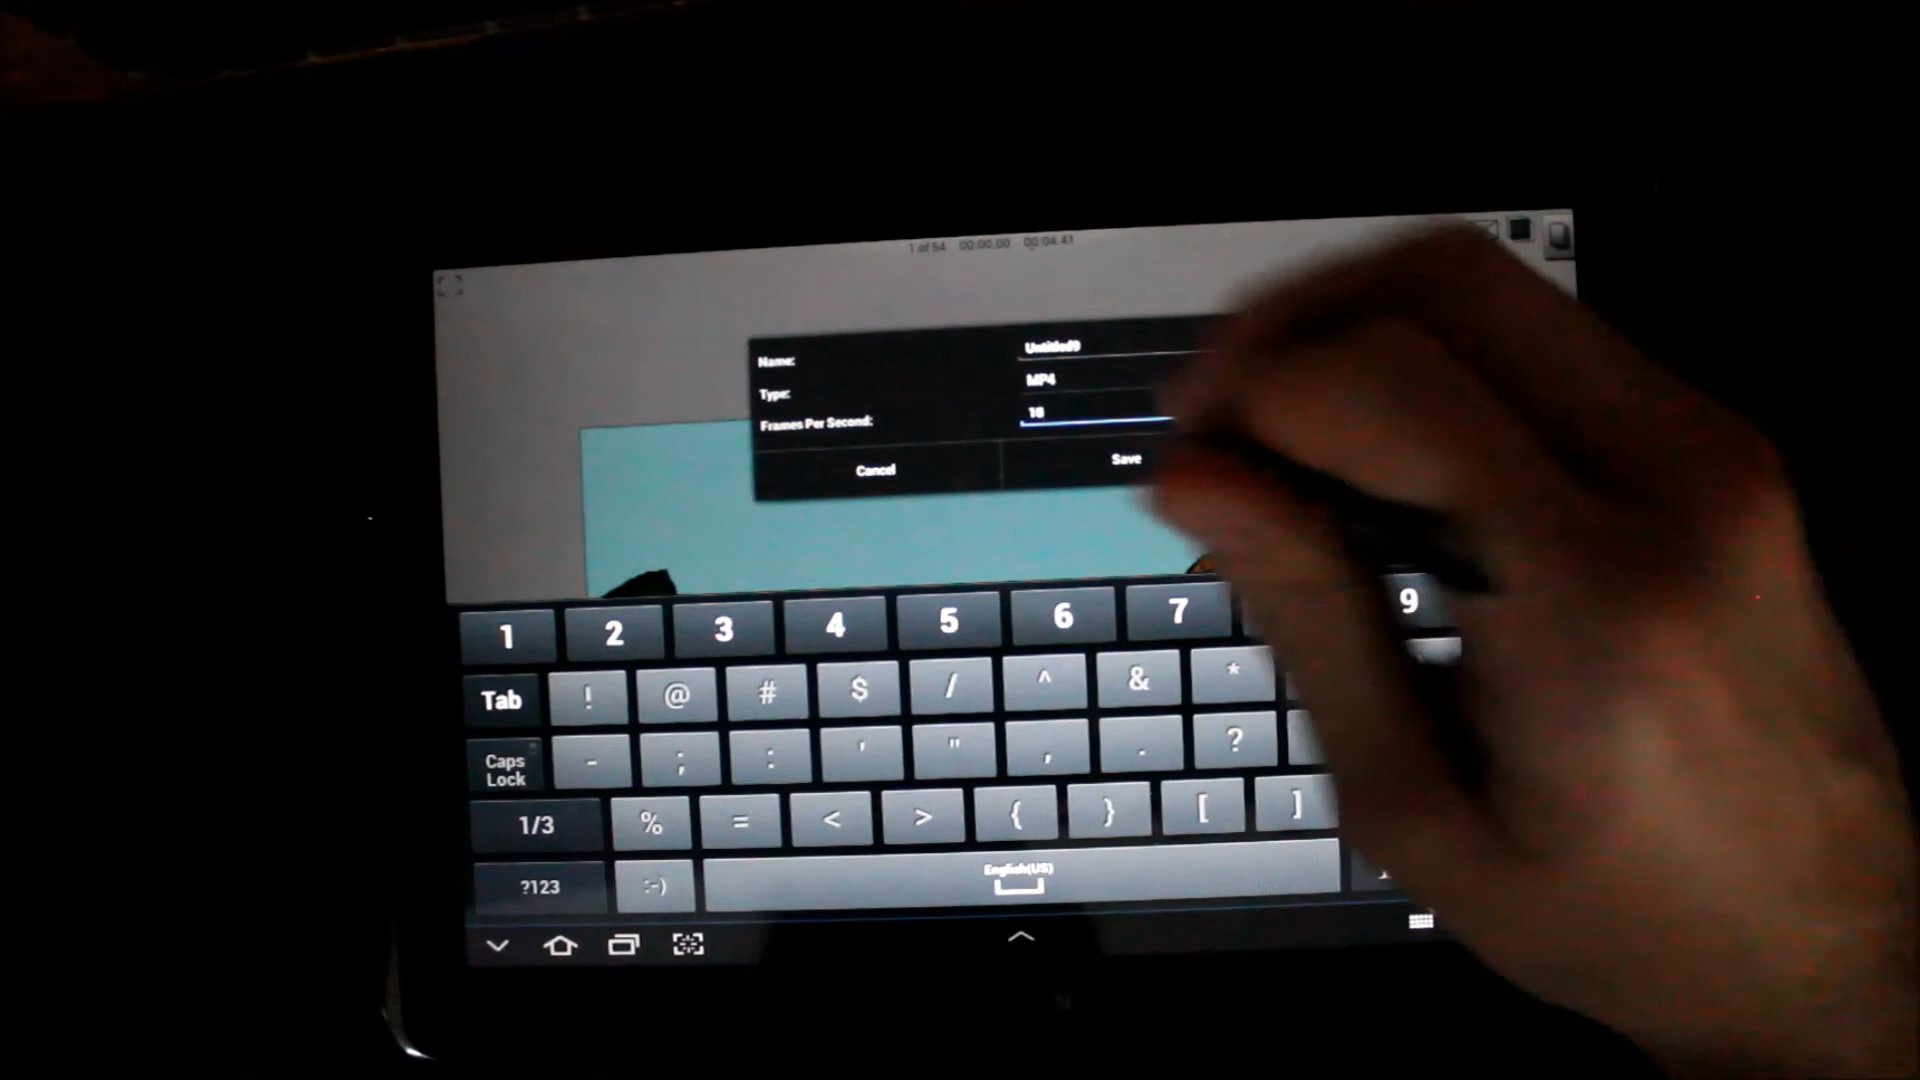 1 of 54 00:00.00 00:04.41
Name: Untitled9
Type: MP4
Frames Per Second:
Cancel Save
1 2 3 4 5 6 7 9
Tab ! @ # $ / ^ & *
Caps Lock - ; : ' " , . ?
1/3 % = < > { } [ ]
?123 :-) English(US)